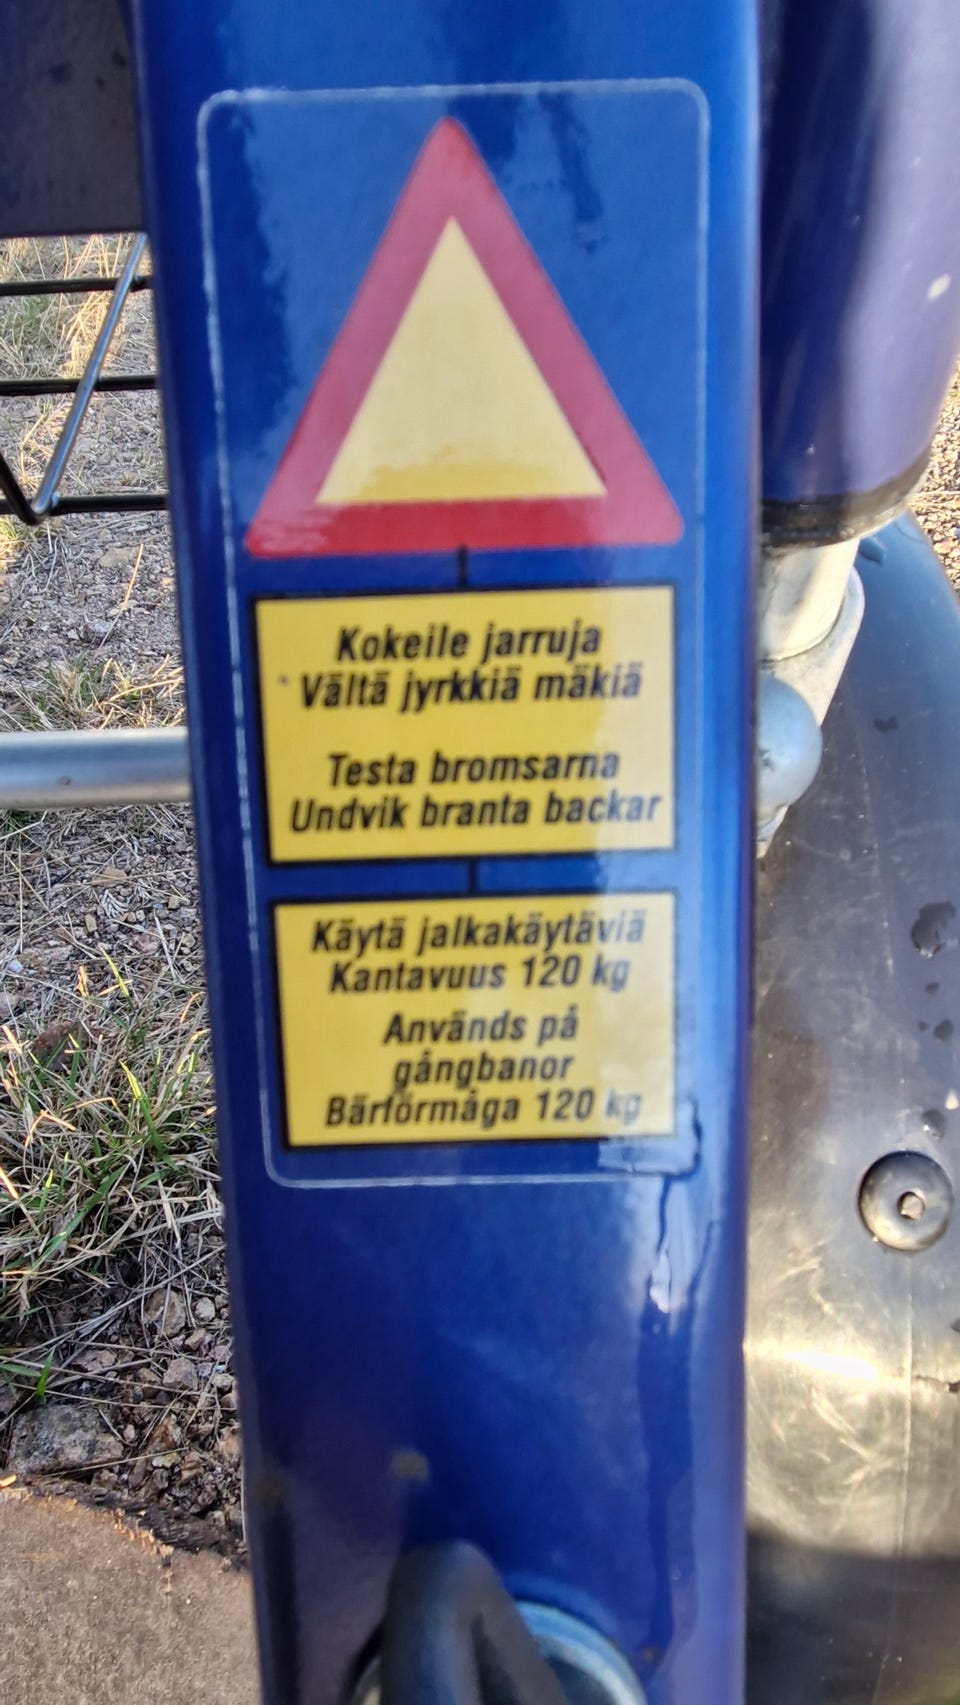 Kokeile jarruja
Vältä jyrkkiä mäkiä
Testa bromsarna
Undvik branta backar
Käytä jalkakäytäviä
Kantavuus 120 kg
Används på
gångbanor
Bärförmåga 120 kg